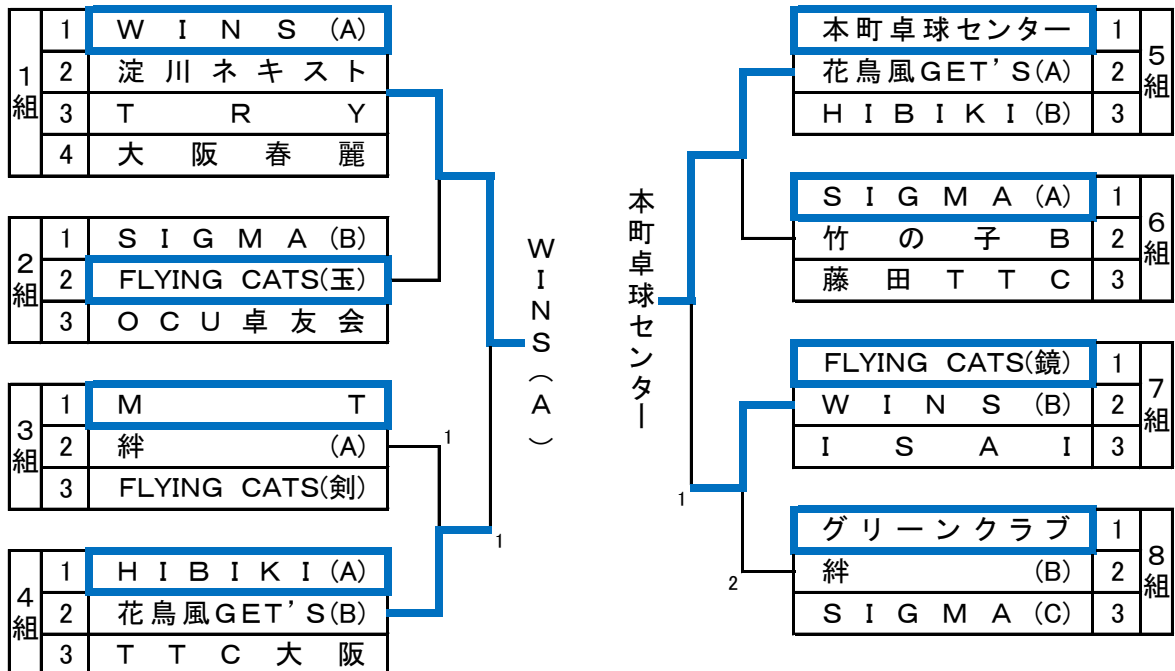 1組
1 WINS(A)
2 淀川ネキスト
3 TRY
4 大阪春麗
2組
1 SIGMA(B)
2 FLYING CATS(玉)
3 OCU卓友会
3組
1 MT
2 絆(A)
3 FLYING CATS(剣)
4組
1 HIBIKI(A)
2 花鳥風GET'S(B)
3 TTC大阪
1
1
WINS(A)
本町卓球センター
1
2
本町卓球センター 1
花鳥風GET'S(A) 2
HIBIKI(B) 3
5組
SIGMA(A) 1
竹の子B 2
藤田TTC 3
6組
FLYING CATS(鏡) 1
WINS(B) 2
ISAI 3
7組
グリーンクラブ 1
絆(B) 2
SIGMA(C) 3
8組